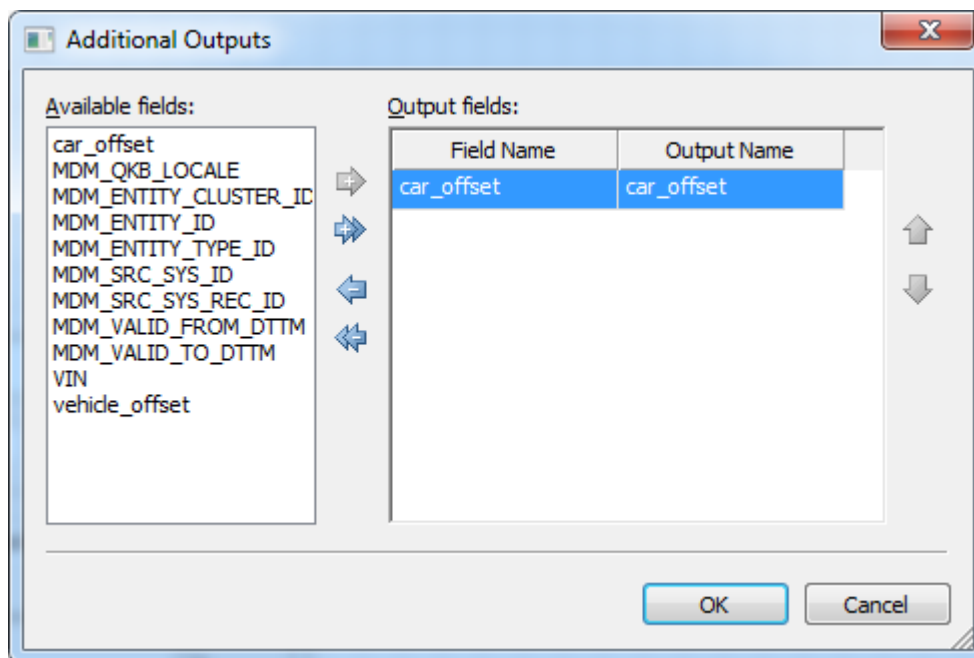 Additional Outputs
Available fields:
car_offset
MDM_QKB_LOCALE
MDM_ENTITY_CLUSTER_ID
MDM_ENTITY_ID
MDM_ENTITY_TYPE_ID
MDM_SRC_SYS_ID
MDM_SRC_SYS_REC_ID
MDM_VALID_FROM_DTTM
MDM_VALID_TO_DTTM
VIN
vehicle_offset
Output fields:
Field Name Output Name
car_offset car_offset
OK Cancel